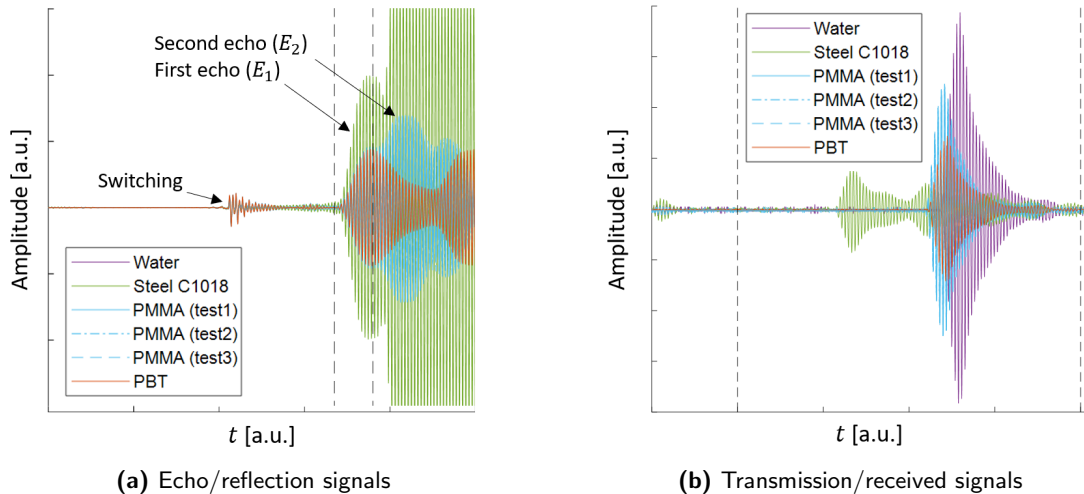 Second echo (E₂)
First echo (E₁)
Switching
Amplitude [a.u.]
Water
Steel C1018
PMMA (test1)
PMMA (test2)
PMMA (test3)
PBT
t [a.u.]
(a) Echo/reflection signals
Water
Steel C1018
PMMA (test1)
PMMA (test2)
PMMA (test3)
PBT
Amplitude [a.u.]
t [a.u.]
(b) Transmission/received signals